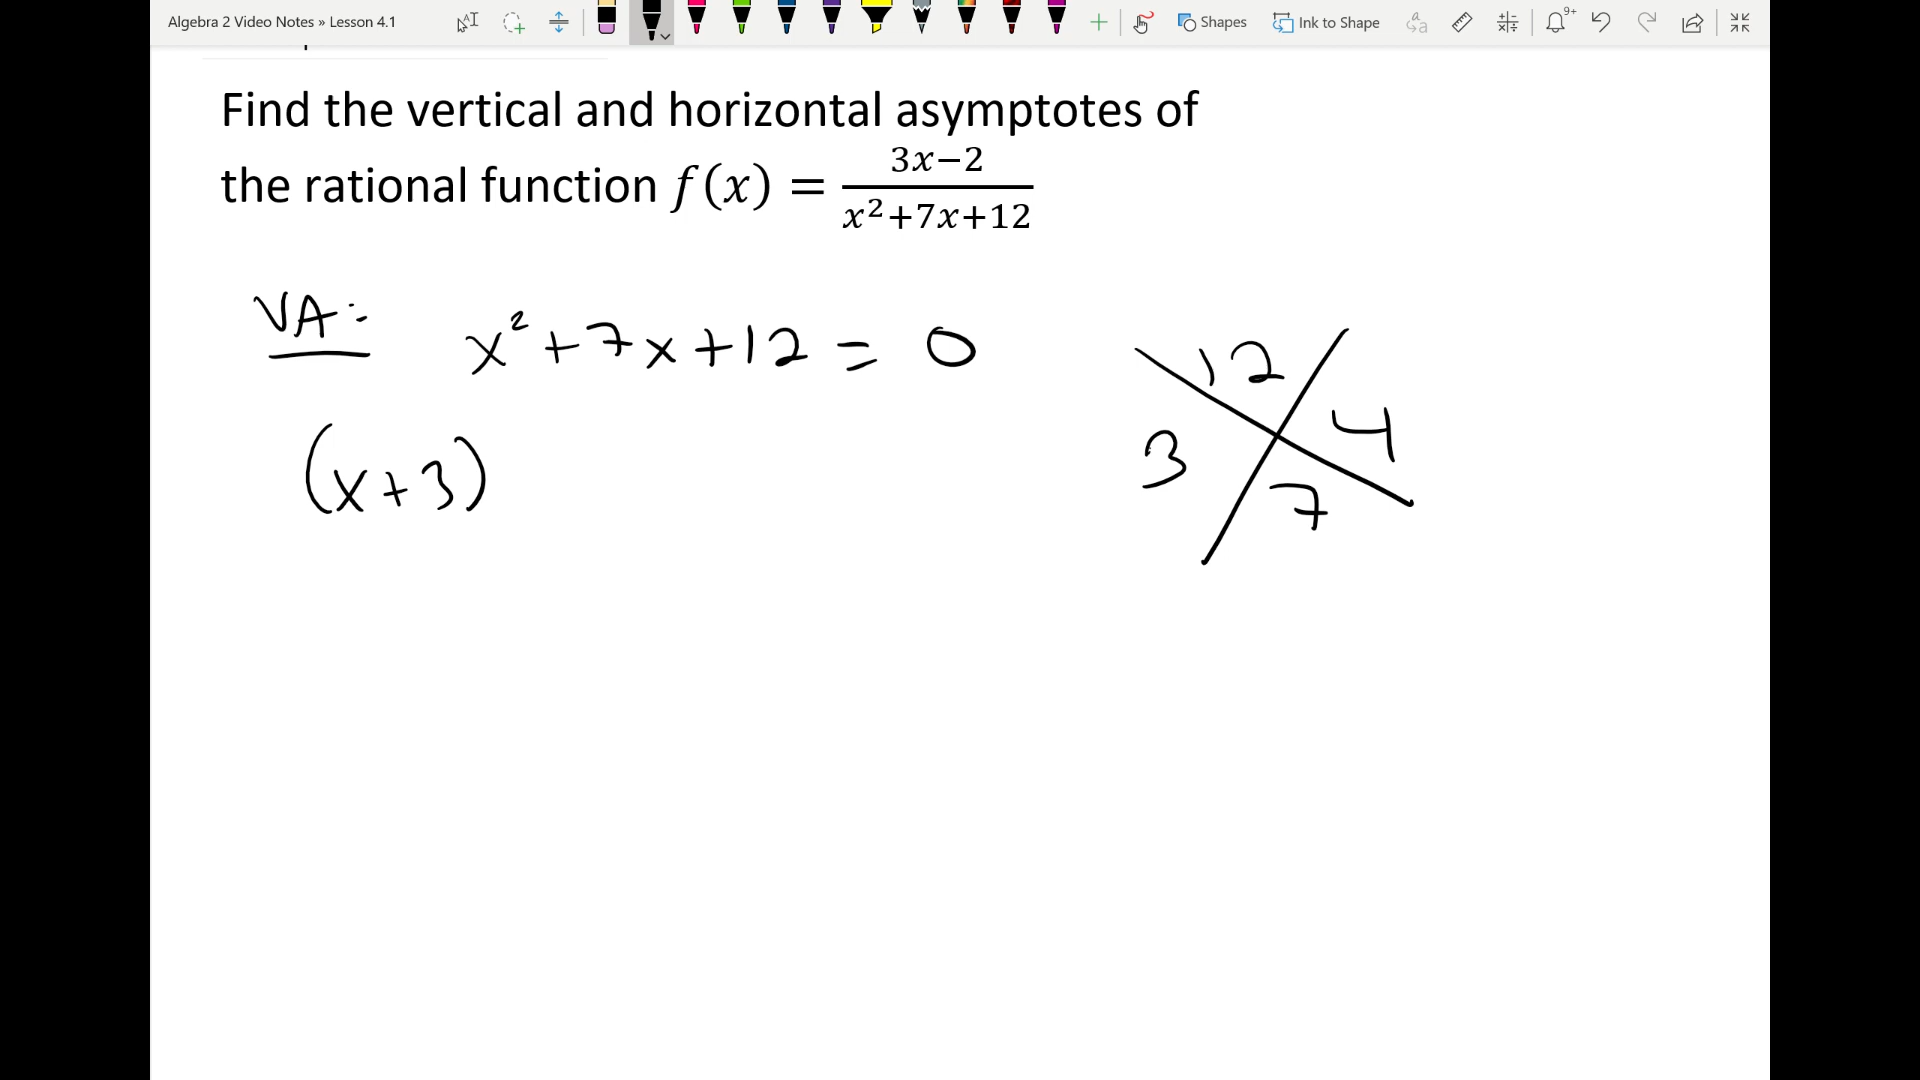 Algebra 2 Video Notes » Lesson 4.1
Shapes
Ink to Shape
9+
Find the vertical and horizontal asymptotes of
the rational function f(x) = (3x−2)/(x²+7x+12)
VA:
x² + 7x + 12 = 0
12
3 4
7
(x+3)